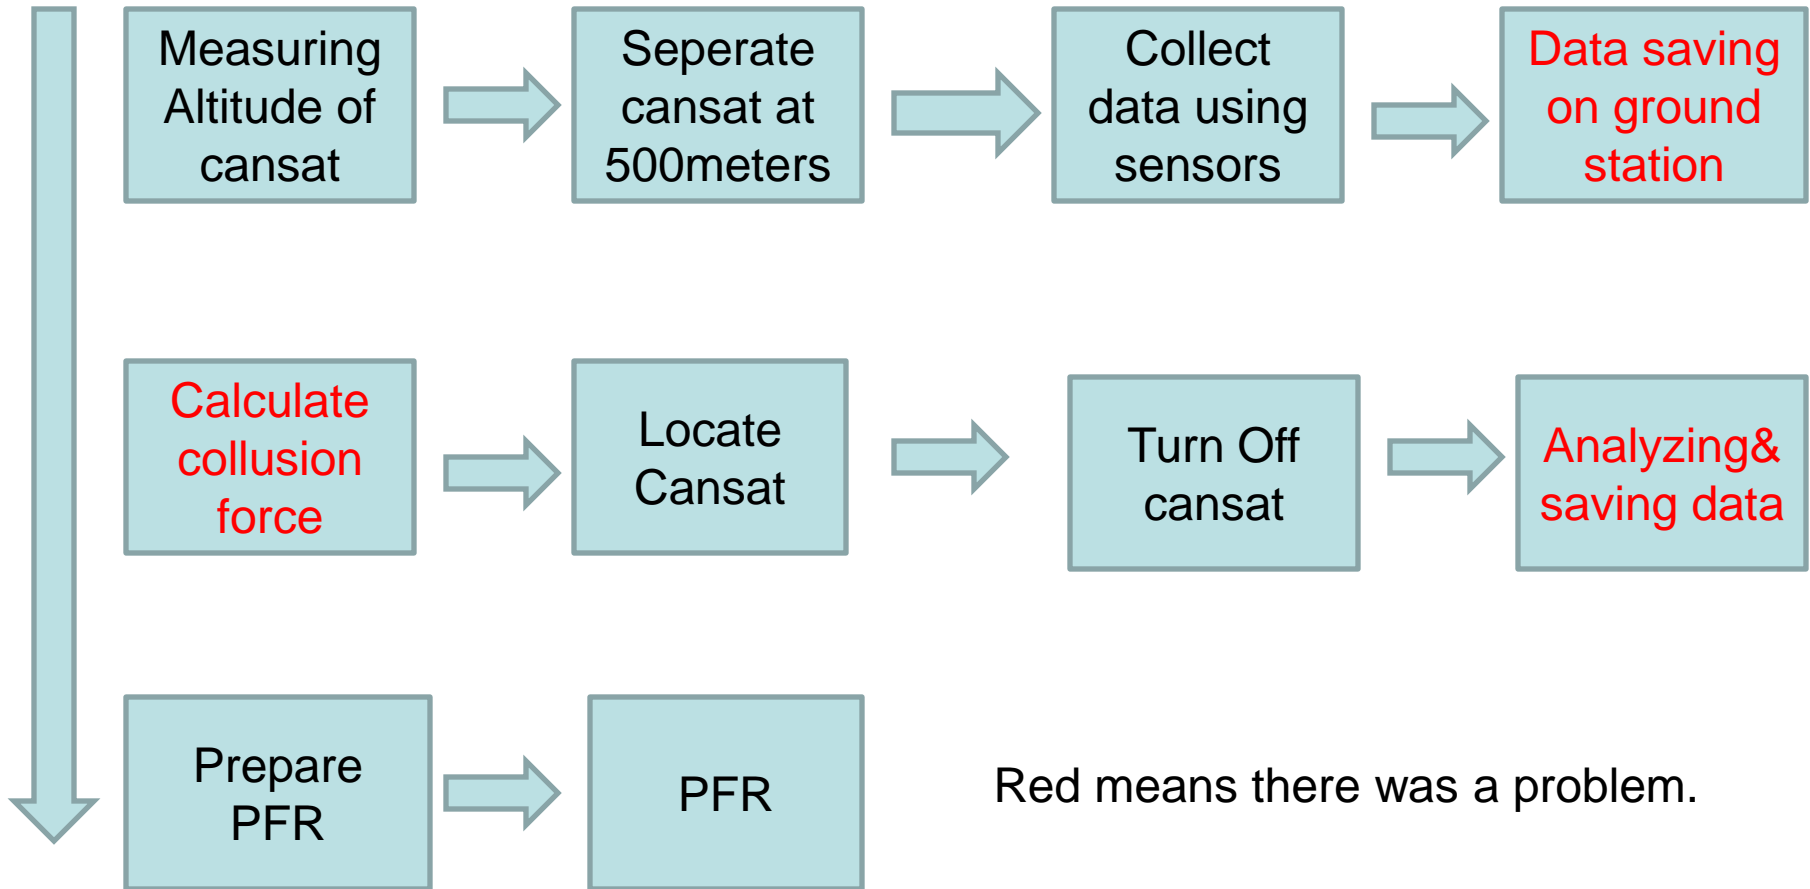 Measuring
Altitude of
cansat
Seperate
cansat at
500meters
Collect
data using
sensors
Data saving
on ground
station
Calculate
collusion
force
Locate
Cansat
Turn Off
cansat
Analyzing&
saving data
Prepare
PFR
PFR
Red means there was a problem.